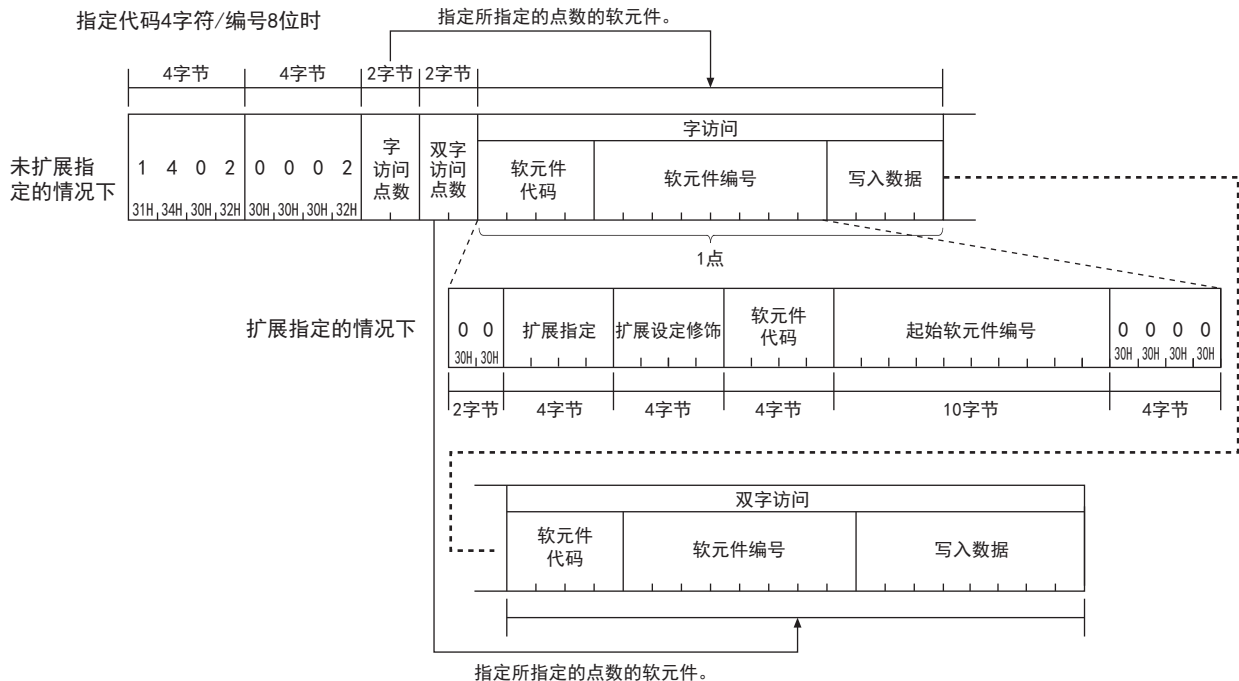 指定代码4字符/编号8位时
指定所指定的点数的软元件。
4字节 4字节 2字节 2字节
未扩展指
定的情况下
1 4 0 2 0 0 0 2
31H 34H 30H 32H 30H 30H 30H 32H
字
访问
点数
双字
访问
点数
字访问
软元件
代码
软元件编号
写入数据
1点
扩展指定的情况下
0 0
30H 30H
扩展指定
扩展设定修饰
软元件
代码
起始软元件编号
0 0 0 0
30H 30H 30H 30H
2字节 4字节 4字节 4字节 10字节 4字节
双字访问
软元件
代码
软元件编号
写入数据
指定所指定的点数的软元件。